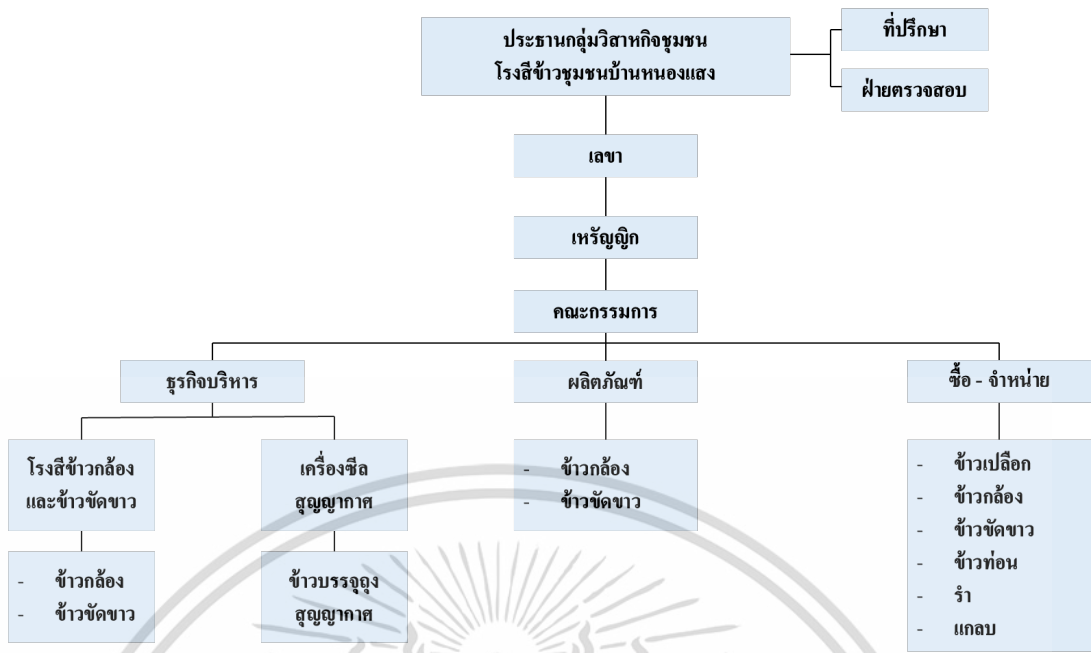 ประธานกลุ่มวิสาหกิจชุมชน
โรงสีข้าวชุมชนบ้านหนองแสง
ที่ปรึกษา
ฝ่ายตรวจสอบ
เลขา
เหรัญญิก
คณะกรรมการ
ธุรกิจบริหาร
ผลิตภัณฑ์
ซื้อ - จำหน่าย
โรงสีข้าวกล้อง
และข้าวขัดขาว
เครื่องซีล
สุญญากาศ
- ข้าวกล้อง
- ข้าวขัดขาว
- ข้าวเปลือก
- ข้าวกล้อง
- ข้าวขัดขาว
- ข้าวท่อน
- รำ
- แกลบ
- ข้าวกล้อง
- ข้าวขัดขาว
ข้าวบรรจุถุง
สุญญากาศ